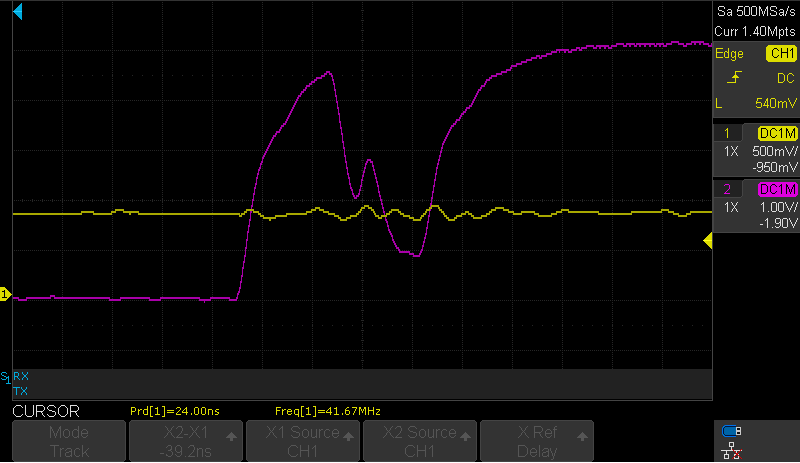 Sa 500MSa/s
Curr 1.40Mpts
Edge CH1
DC
L 540mV
1 DC1M
1X 500mV/
-950mV
2 DC1M
1X 1.00V/
-1.90V
1
S1 RX
TX
CURSOR Prd[1]=24.00ns Freq[1]=41.67MHz
Mode X2-X1 X1 Source X2 Source X Ref
Track -39.2ns CH1 CH1 Delay